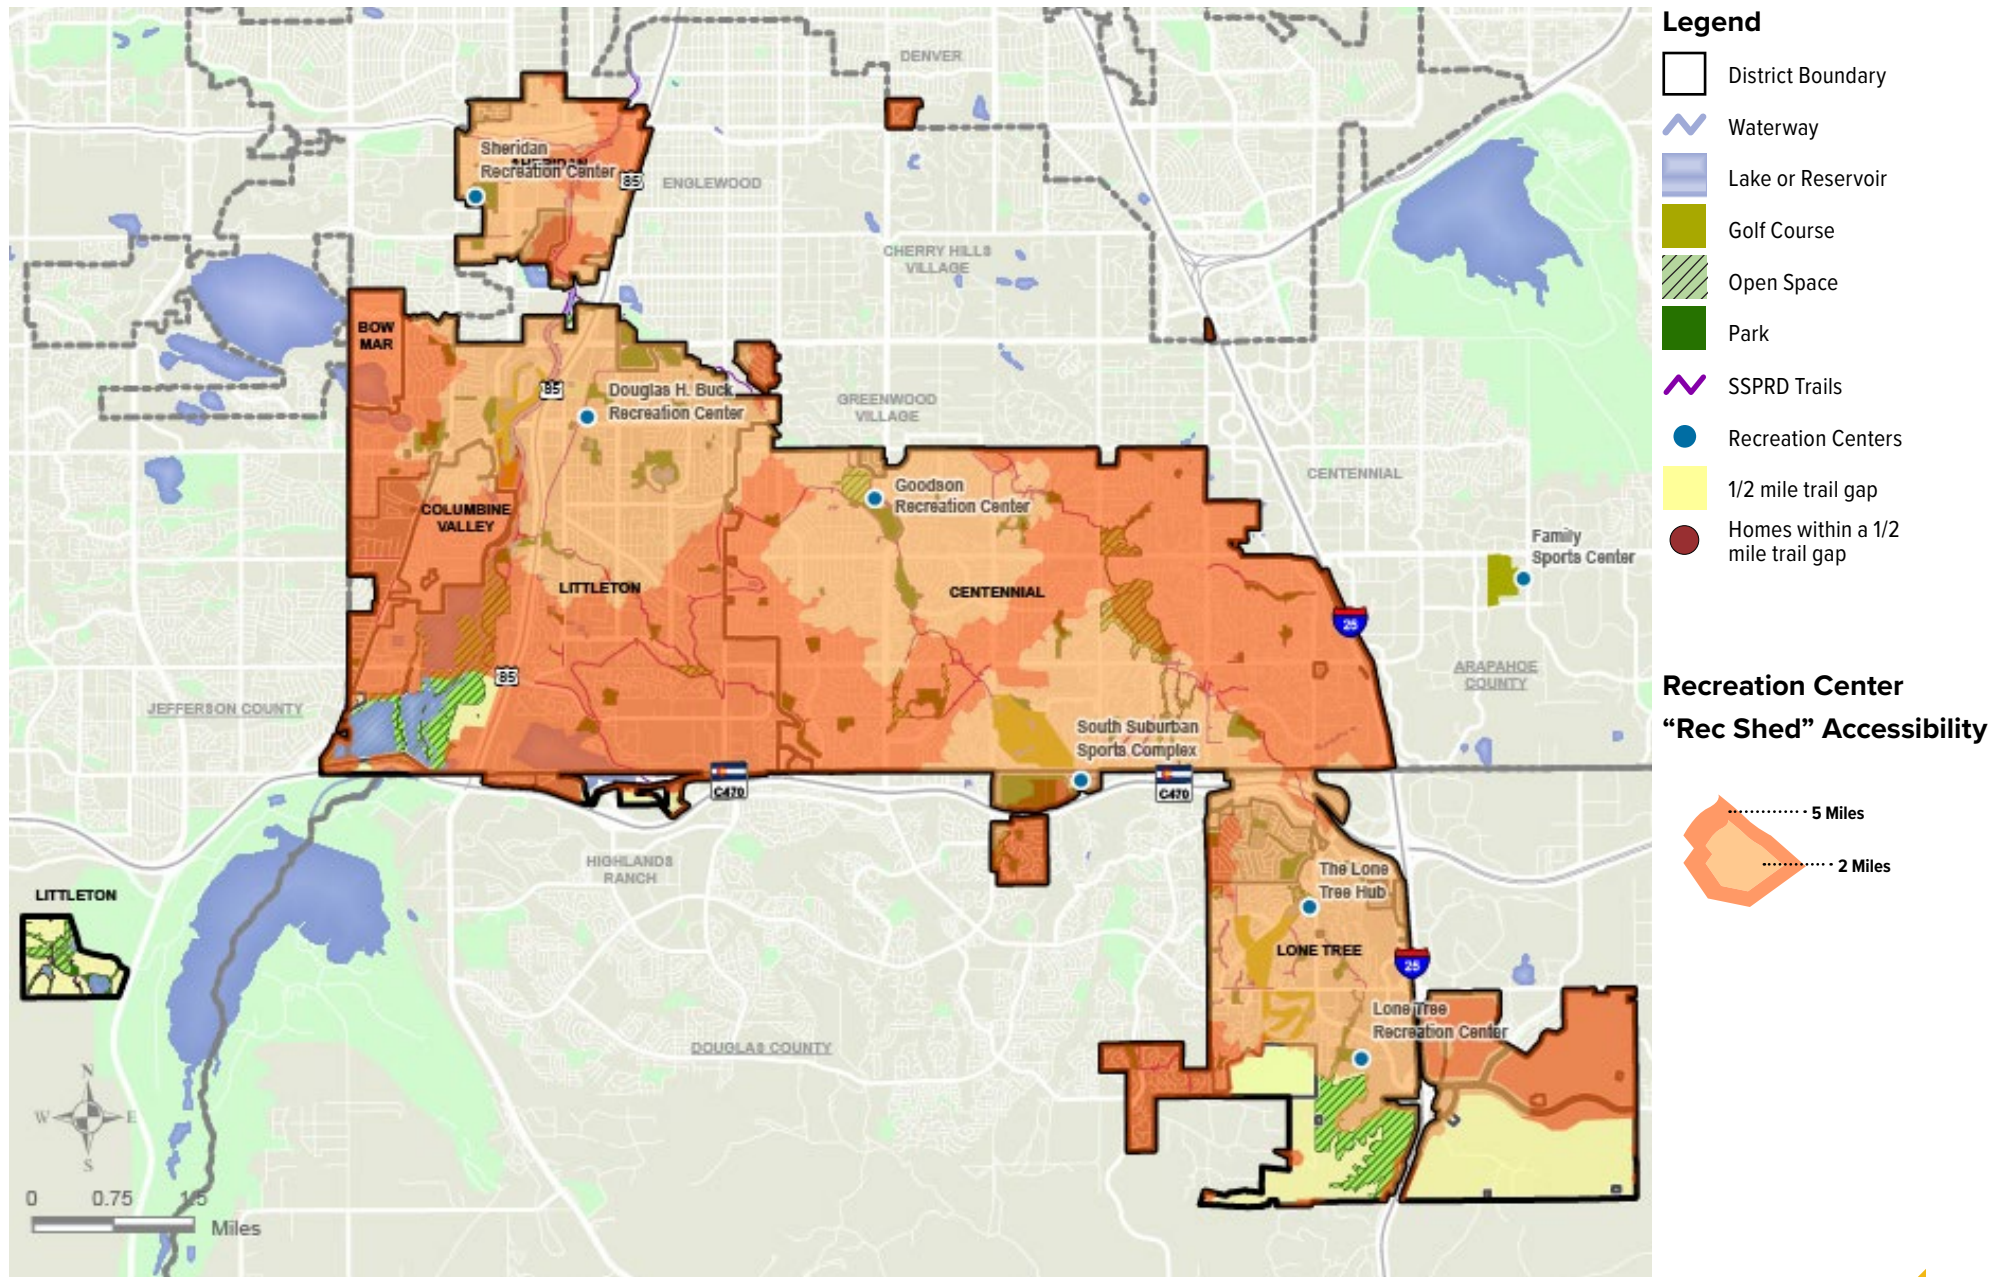 DENVER
Sheridan
SHERIDAN
Recreation Center
85
ENGLEWOOD
CHERRY HILLS
VILLAGE
BOW
MAR
85
Douglas H. Buck
Recreation Center
GREENWOOD
VILLAGE
Goodson
Recreation Center
CENTENNIAL
COLUMBINE
VALLEY
Family
Sports Center
LITTLETON
CENTENNIAL
25
85
ARAPAHOE
COUNTY
JEFFERSON COUNTY
South Suburban
Sports Complex
C470
C470
HIGHLANDS
RANCH
The Lone
Tree Hub
LITTLETON
LONE TREE
25
Lone Tree
Recreation Center
DOUGLAS COUNTY
N
W
E
S
0 0.75 1.5
Miles
Legend
District Boundary
Waterway
Lake or Reservoir
Golf Course
Open Space
Park
SSPRD Trails
Recreation Centers
1/2 mile trail gap
Homes within a 1/2
mile trail gap
Recreation Center
“Rec Shed” Accessibility
5 Miles
2 Miles